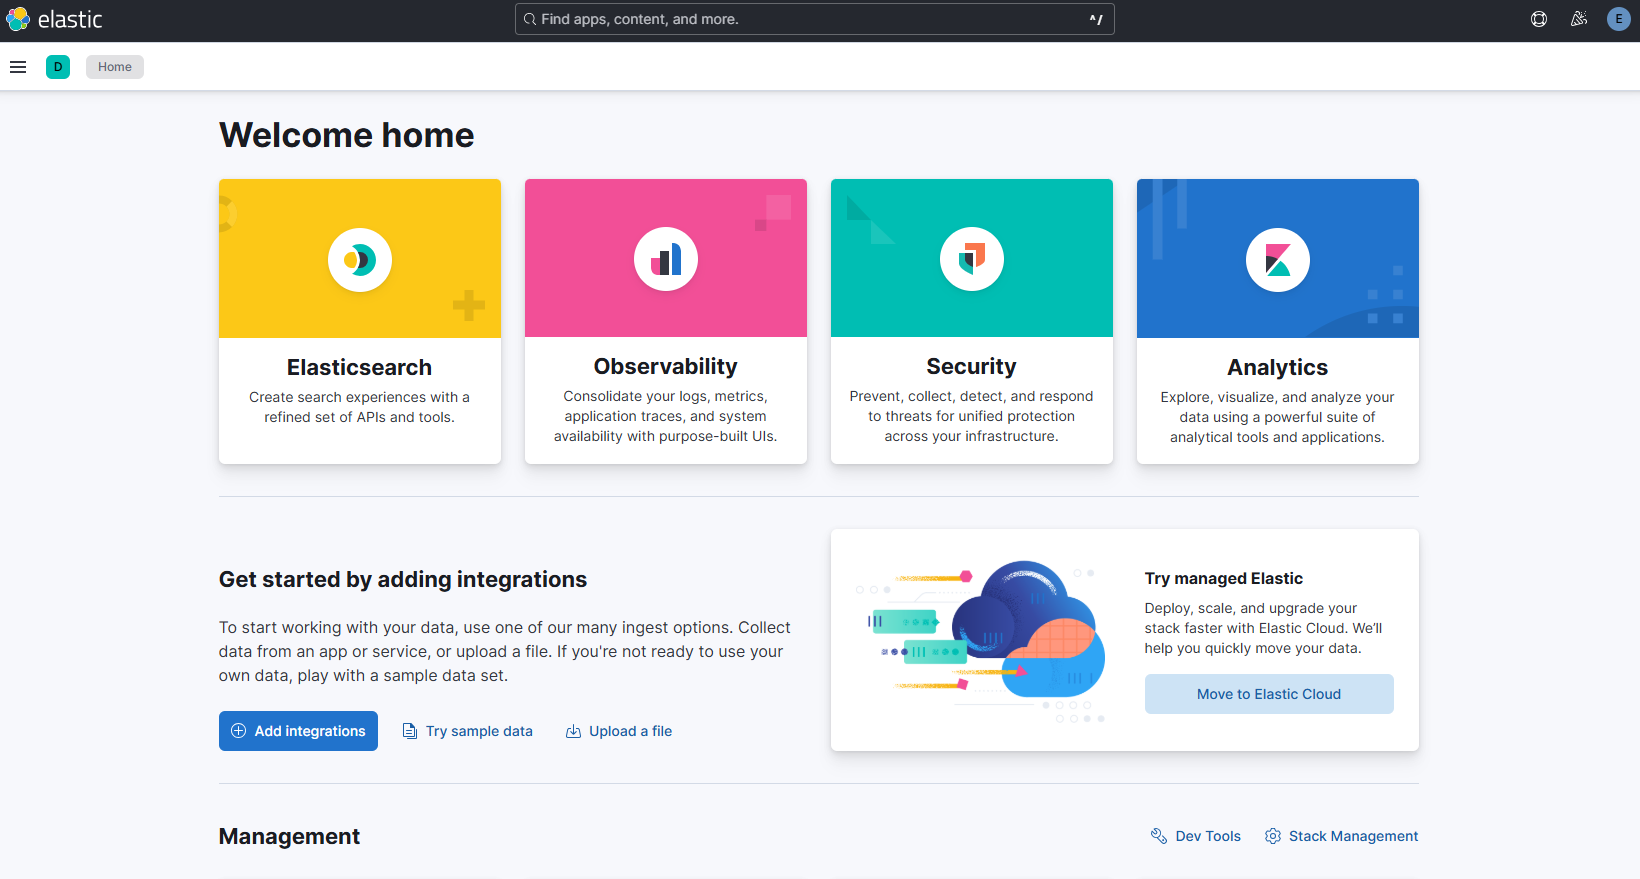 elastic
Find apps, content, and more.
^/
E
D
Home
Welcome home
Elasticsearch
Create search experiences with a
refined set of APIs and tools.
Observability
Consolidate your logs, metrics,
application traces, and system
availability with purpose-built UIs.
Security
Prevent, collect, detect, and respond
to threats for unified protection
across your infrastructure.
Analytics
Explore, visualize, and analyze your
data using a powerful suite of
analytical tools and applications.
Get started by adding integrations
To start working with your data, use one of our many ingest options. Collect
data from an app or service, or upload a file. If you're not ready to use your
own data, play with a sample data set.
Add integrations
Try sample data
Upload a file
Try managed Elastic
Deploy, scale, and upgrade your
stack faster with Elastic Cloud. We’ll
help you quickly move your data.
Move to Elastic Cloud
Management
Dev Tools
Stack Management